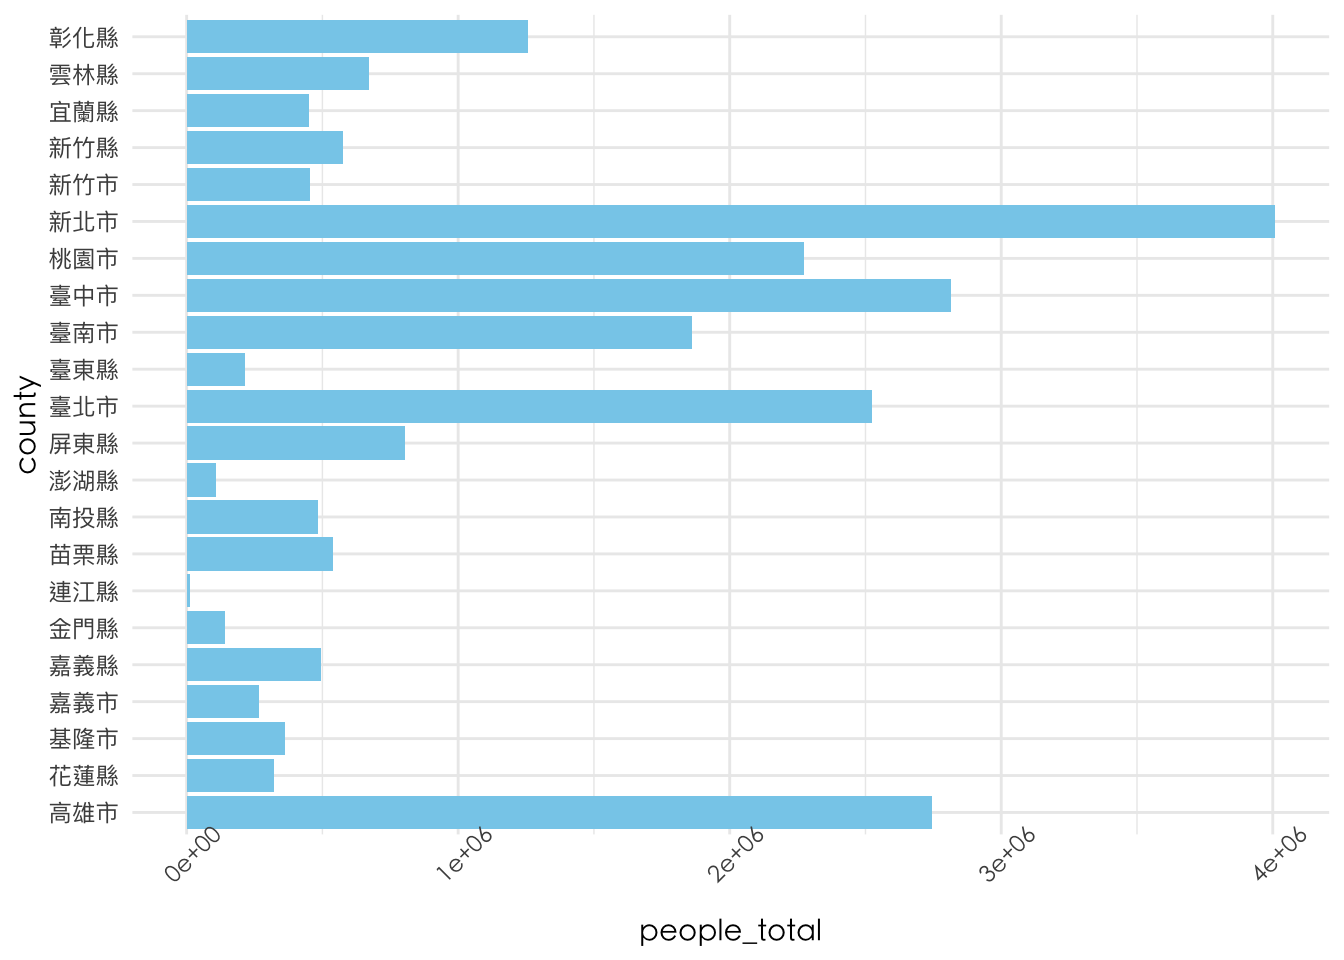 彰化縣
雲林縣
宜蘭縣
新竹縣
新竹市
新北市
桃園市
臺中市
臺南市
臺東縣
臺北市
屏東縣
澎湖縣
南投縣
苗栗縣
連江縣
金門縣
嘉義縣
嘉義市
基隆市
花蓮縣
高雄市
county
0e+00 1e+06 2e+06 3e+06 4e+06
people_total